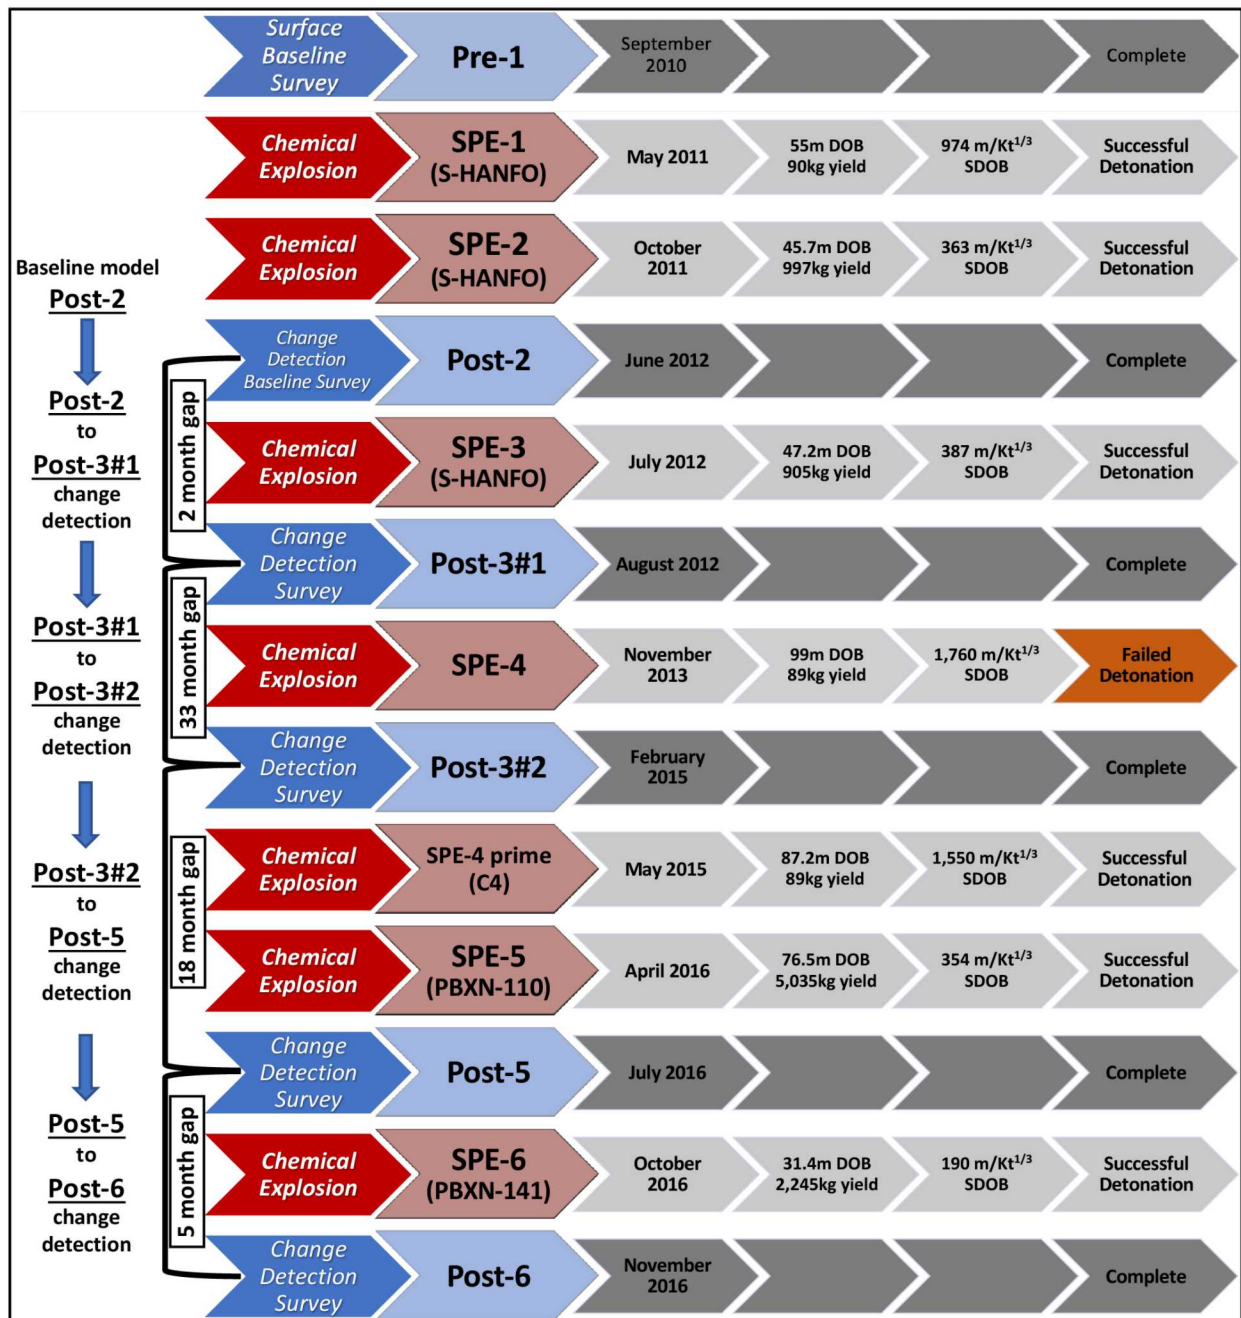 Surface
Baseline
Survey
Pre-1
September
2010
Complete
Chemical
Explosion
SPE-1
(S-HANFO)
May 2011
55m DOB
90kg yield
974 m/Kt1/3
SDOB
Successful
Detonation
Chemical
Explosion
SPE-2
(S-HANFO)
October
2011
45.7m DOB
997kg yield
363 m/Kt1/3
SDOB
Successful
Detonation
Baseline model
Post-2
Change
Detection
Baseline Survey
Post-2
June 2012
Complete
Post-2
to
Post-3#1
change
detection
2 month gap
Chemical
Explosion
SPE-3
(S-HANFO)
July 2012
47.2m DOB
905kg yield
387 m/Kt1/3
SDOB
Successful
Detonation
Change
Detection
Survey
Post-3#1
August 2012
Complete
Post-3#1
to
Post-3#2
change
detection
33 month gap
Chemical
Explosion
SPE-4
November
2013
99m DOB
89kg yield
1,760 m/Kt1/3
SDOB
Failed
Detonation
Change
Detection
Survey
Post-3#2
February
2015
Complete
Post-3#2
to
Post-5
change
detection
18 month gap
Chemical
Explosion
SPE-4 prime
(C4)
May 2015
87.2m DOB
89kg yield
1,550 m/Kt1/3
SDOB
Successful
Detonation
Chemical
Explosion
SPE-5
(PBXN-110)
April 2016
76.5m DOB
5,035kg yield
354 m/Kt1/3
SDOB
Successful
Detonation
Change
Detection
Survey
Post-5
July 2016
Complete
Post-5
to
Post-6
change
detection
5 month gap
Chemical
Explosion
SPE-6
(PBXN-141)
October
2016
31.4m DOB
2,245kg yield
190 m/Kt1/3
SDOB
Successful
Detonation
Change
Detection
Survey
Post-6
November
2016
Complete